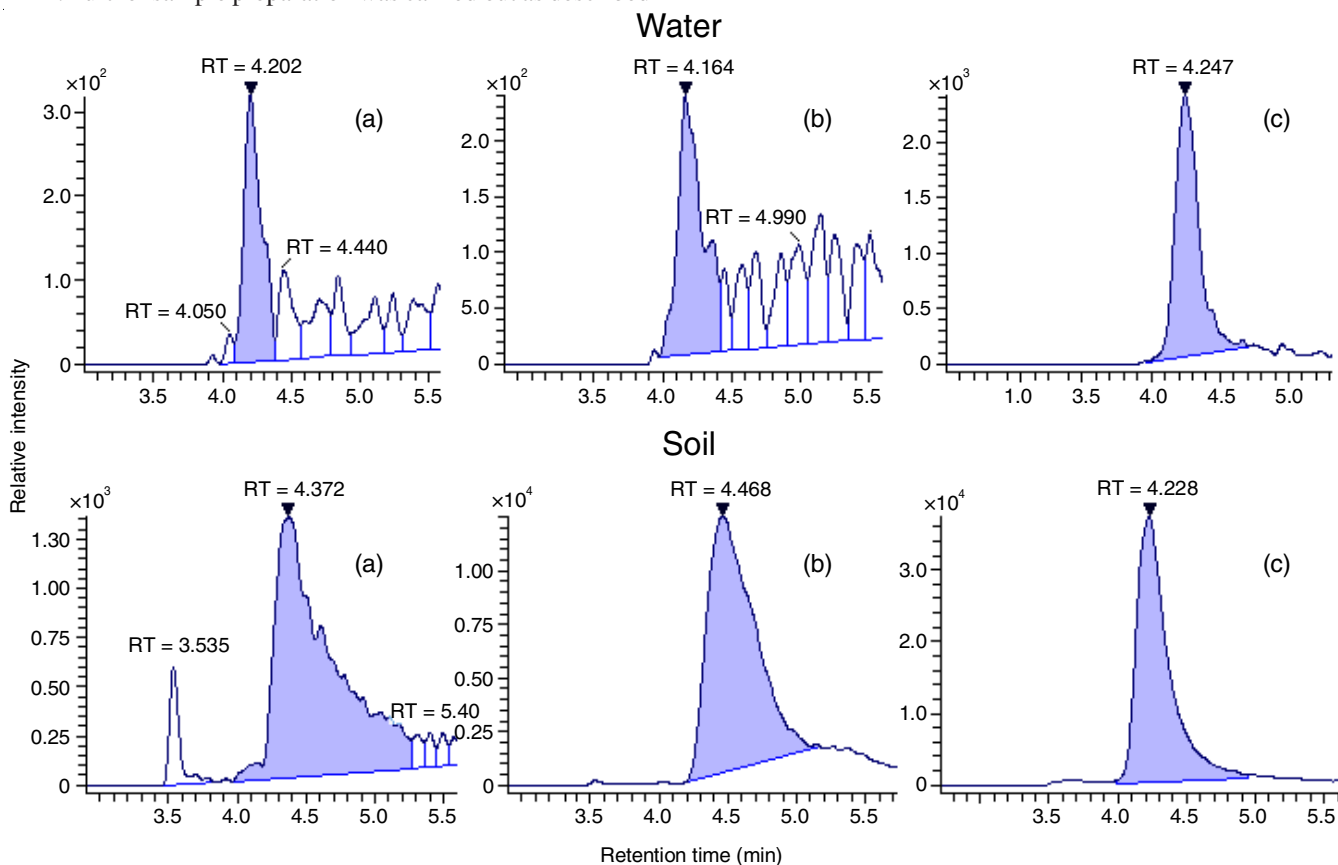 sample preparation was carried out as described
Water
×10²
RT = 4.202
(a)
3.0
2.0
1.0
0
RT = 4.050
RT = 4.440
3.5 4.0 4.5 5.0 5.5
×10²
RT = 4.164
(b)
2.0
1.5
1.0
5.0
0
RT = 4.990
3.5 4.0 4.5 5.0 5.5
×10³
RT = 4.247
(c)
2.0
1.5
1.0
0.5
0
1.0 3.5 4.0 4.5 5.0
Relative intensity
Soil
×10³
RT = 4.372
(a)
1.30
1.00
0.75
0.50
0.25
0
RT = 3.535
RT = 5.40
3.5 4.0 4.5 5.0 5.5
×10⁴
RT = 4.468
(b)
1.00
0.75
0.50
0.25
0
3.5 4.0 4.5 5.0 5.5
×10⁴
RT = 4.228
(c)
3.0
2.0
1.0
0
3.5 4.0 4.5 5.0 5.5
Retention time (min)